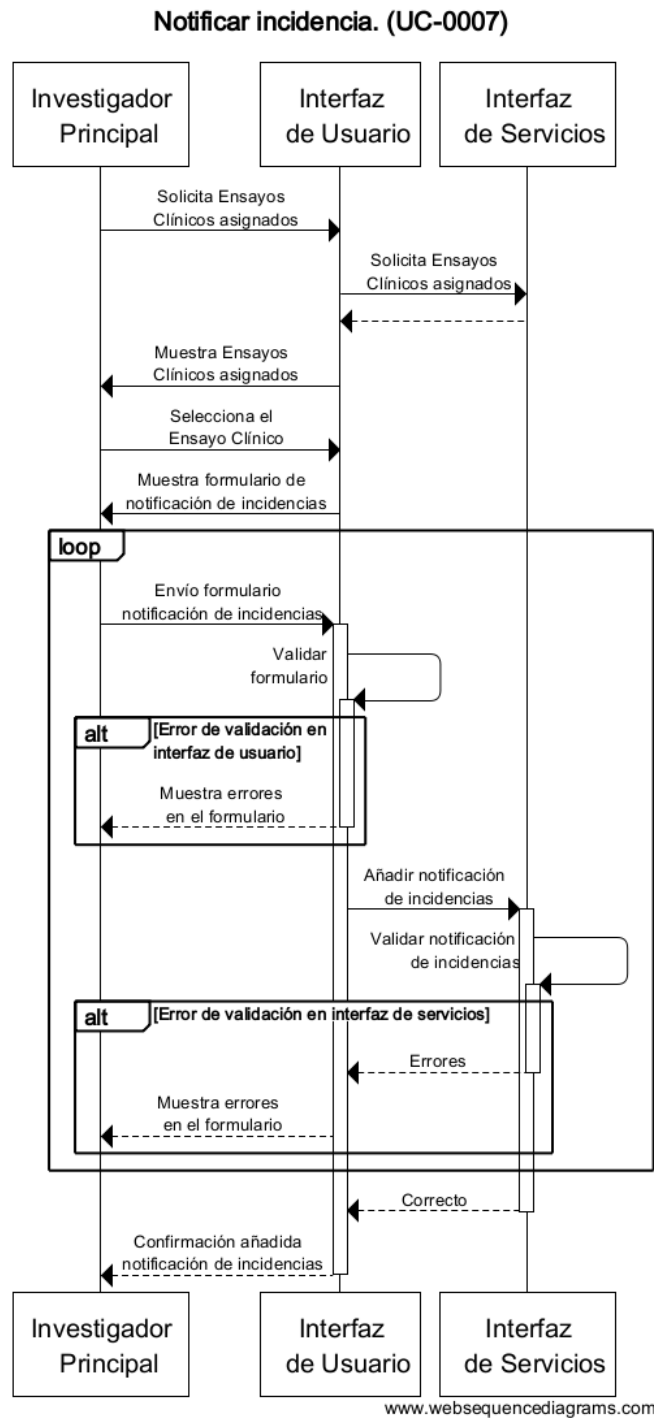 Notificar incidencia. (UC-0007)
Investigador
Principal
Interfaz
de Usuario
Interfaz
de Servicios
Solicita Ensayos
Clínicos asignados
Solicita Ensayos
Clínicos asignados
Muestra Ensayos
Clínicos asignados
Selecciona el
Ensayo Clínico
Muestra formulario de
notificación de incidencias
loop
Envío formulario
notificación de incidencias
Validar
formulario
alt
[Error de validación en
interfaz de usuario]
Muestra errores
en el formulario
Añadir notificación
de incidencias
Validar notificación
de incidencias
alt
[Error de validación en interfaz de servicios]
Errores
Muestra errores
en el formulario
Correcto
Confirmación añadida
notificación de incidencias
Investigador
Principal
Interfaz
de Usuario
Interfaz
de Servicios
www.websequencediagrams.com